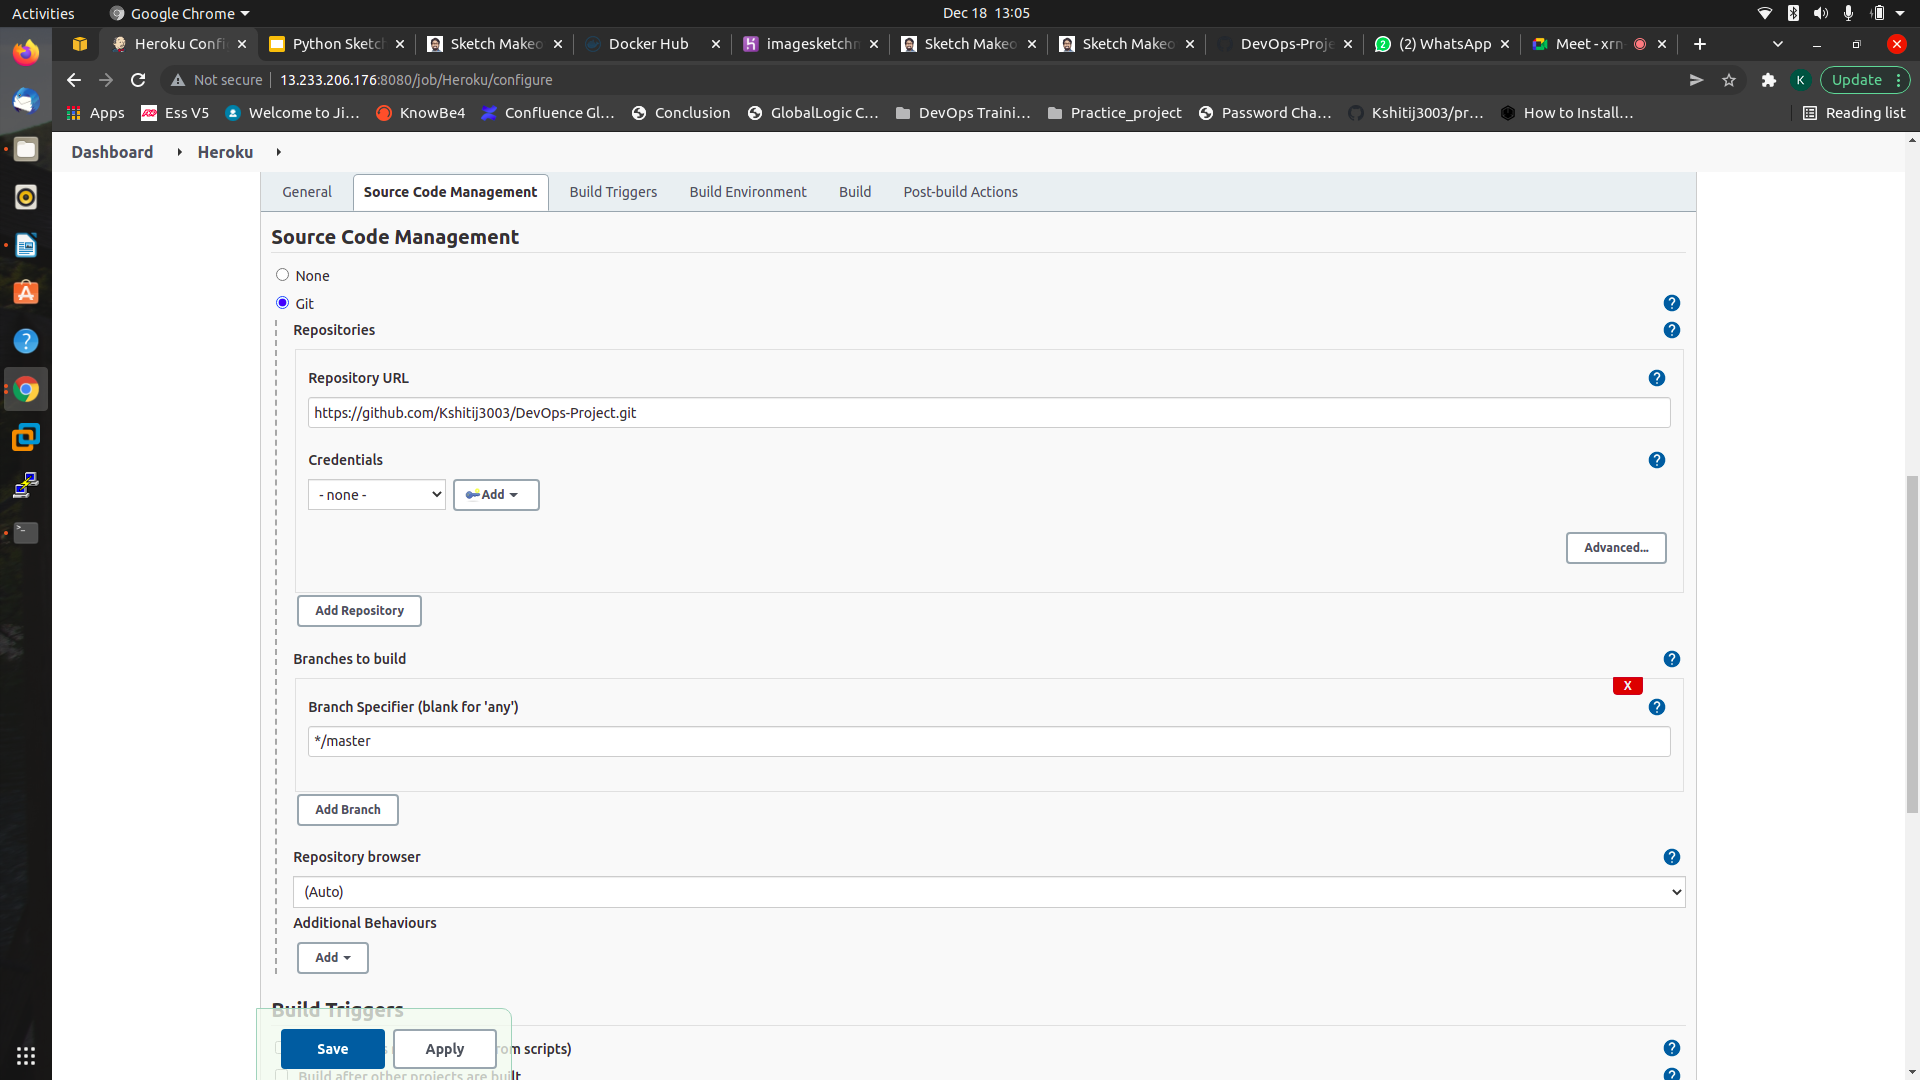 Activities
Google Chrome
Dec 18 13:05
Heroku Confi
Python Sketch
Sketch Makeo
Docker Hub
imagesketchm
Sketch Makeo
Sketch Makeo
DevOps-Proje
(2) WhatsApp
Meet - xrn-
Not secure
13.233.206.176:8080/job/Heroku/configure
K
Update
Apps
Ess V5
Welcome to Ji...
KnowBe4
Confluence Gl...
Conclusion
GlobalLogic C...
DevOps Traini...
Practice_project
Password Cha...
Kshitij3003/pr...
How to Install...
Reading list
Dashboard
Heroku
General
Source Code Management
Build Triggers
Build Environment
Build
Post-build Actions
Source Code Management
None
Git
Repositories
Repository URL
https://github.com/Kshitij3003/DevOps-Project.git
Credentials
- none -
Add
Advanced...
Add Repository
Branches to build
X
Branch Specifier (blank for 'any')
*/master
Add Branch
Repository browser
(Auto)
Additional Behaviours
Add
Build Triggers
Save
Apply
om scripts)
Build after other projects are built